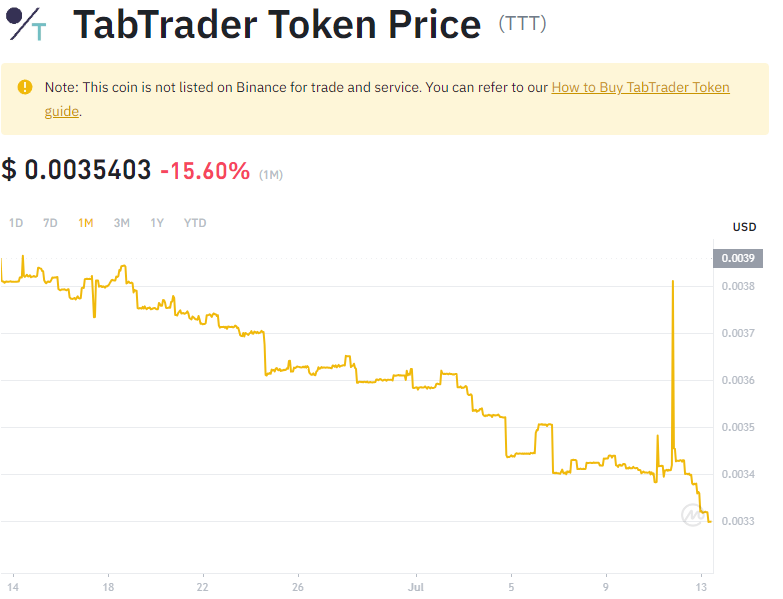 TabTrader Token Price (TTT)
Note: This coin is not listed on Binance for trade and service. You can refer to our How to Buy TabTrader Token
guide.
$ 0.0035403 -15.60% (1M)
1D 7D 1M 3M 1Y YTD
USD
0.0039
0.0038
0.0037
0.0036
0.0035
0.0034
0.0033
14 18 22 26 Jul 5 9 13